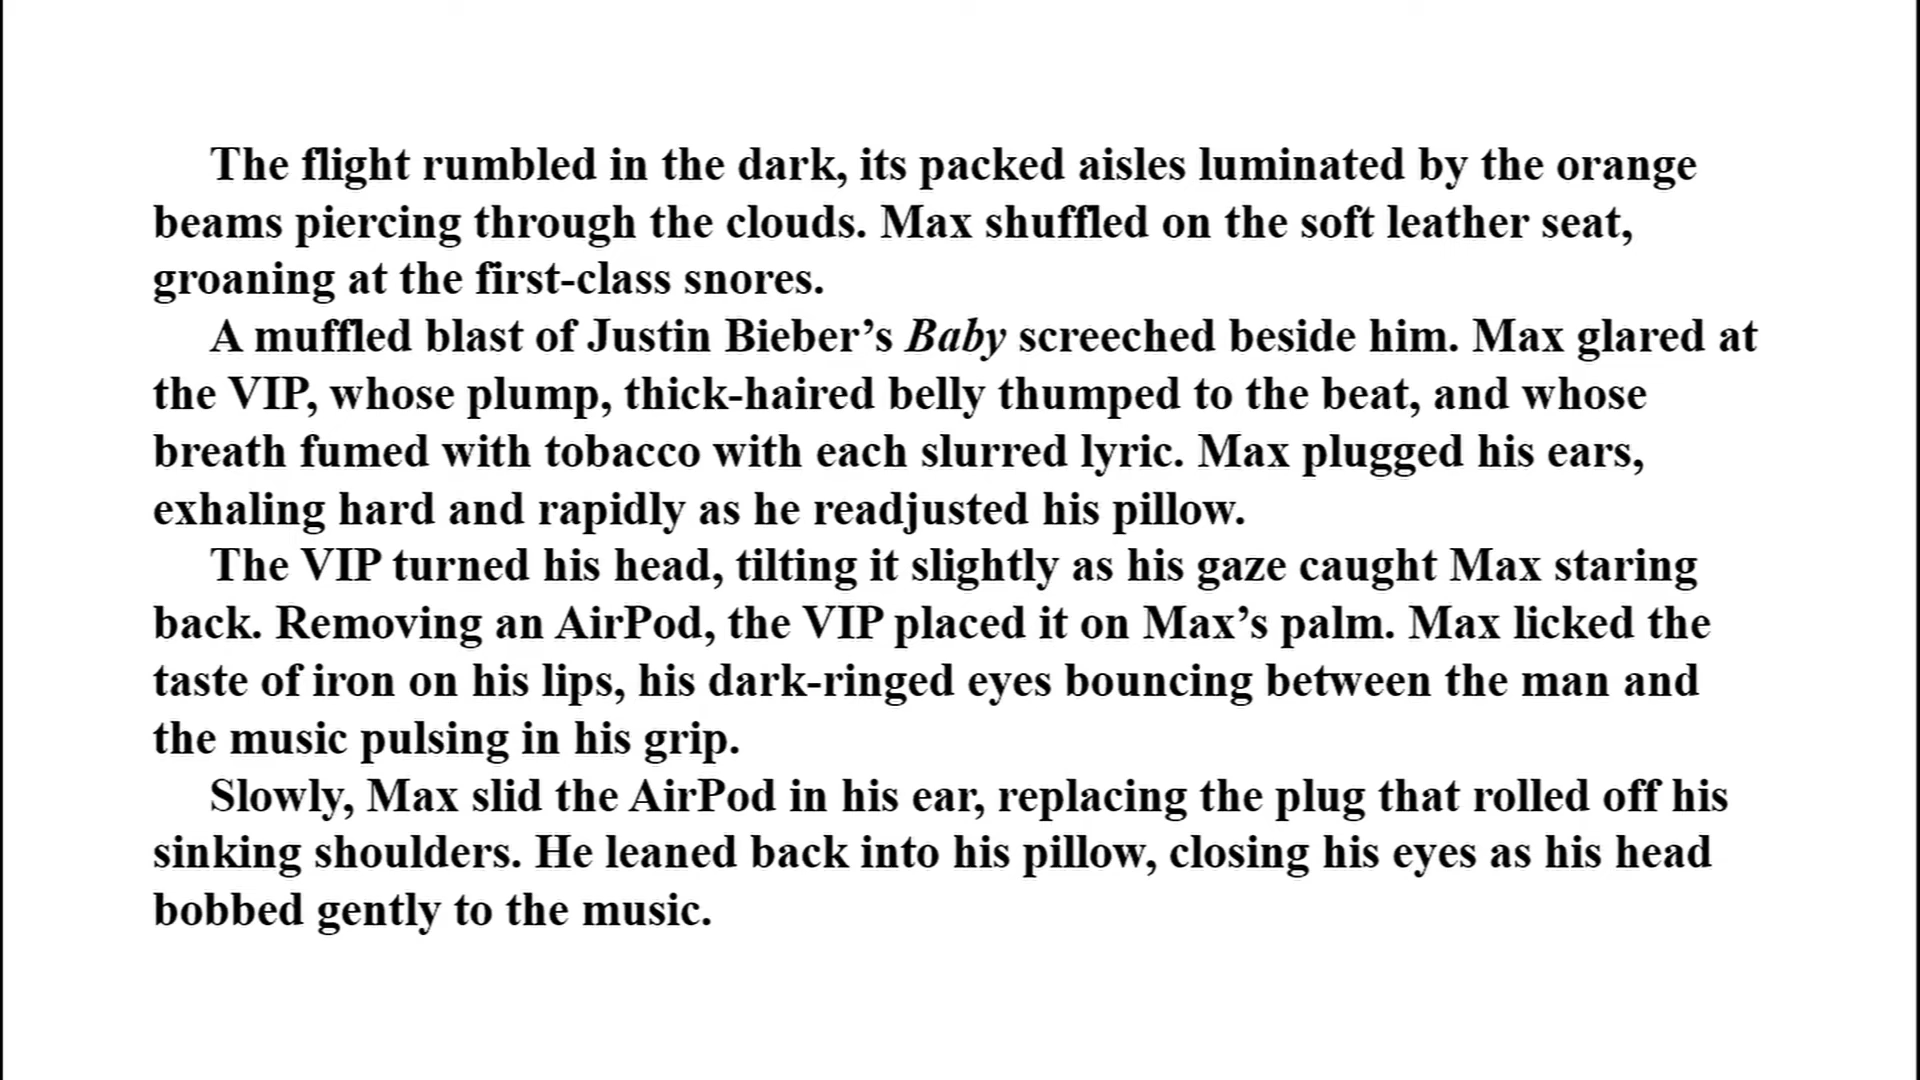 The flight rumbled in the dark, its packed aisles luminated by the orange
beams piercing through the clouds. Max shuffled on the soft leather seat,
groaning at the first-class snores.
A muffled blast of Justin Bieber’s Baby screeched beside him. Max glared at
the VIP, whose plump, thick-haired belly thumped to the beat, and whose
breath fumed with tobacco with each slurred lyric. Max plugged his ears,
exhaling hard and rapidly as he readjusted his pillow.
The VIP turned his head, tilting it slightly as his gaze caught Max staring
back. Removing an AirPod, the VIP placed it on Max’s palm. Max licked the
taste of iron on his lips, his dark-ringed eyes bouncing between the man and
the music pulsing in his grip.
Slowly, Max slid the AirPod in his ear, replacing the plug that rolled off his
sinking shoulders. He leaned back into his pillow, closing his eyes as his head
bobbed gently to the music.